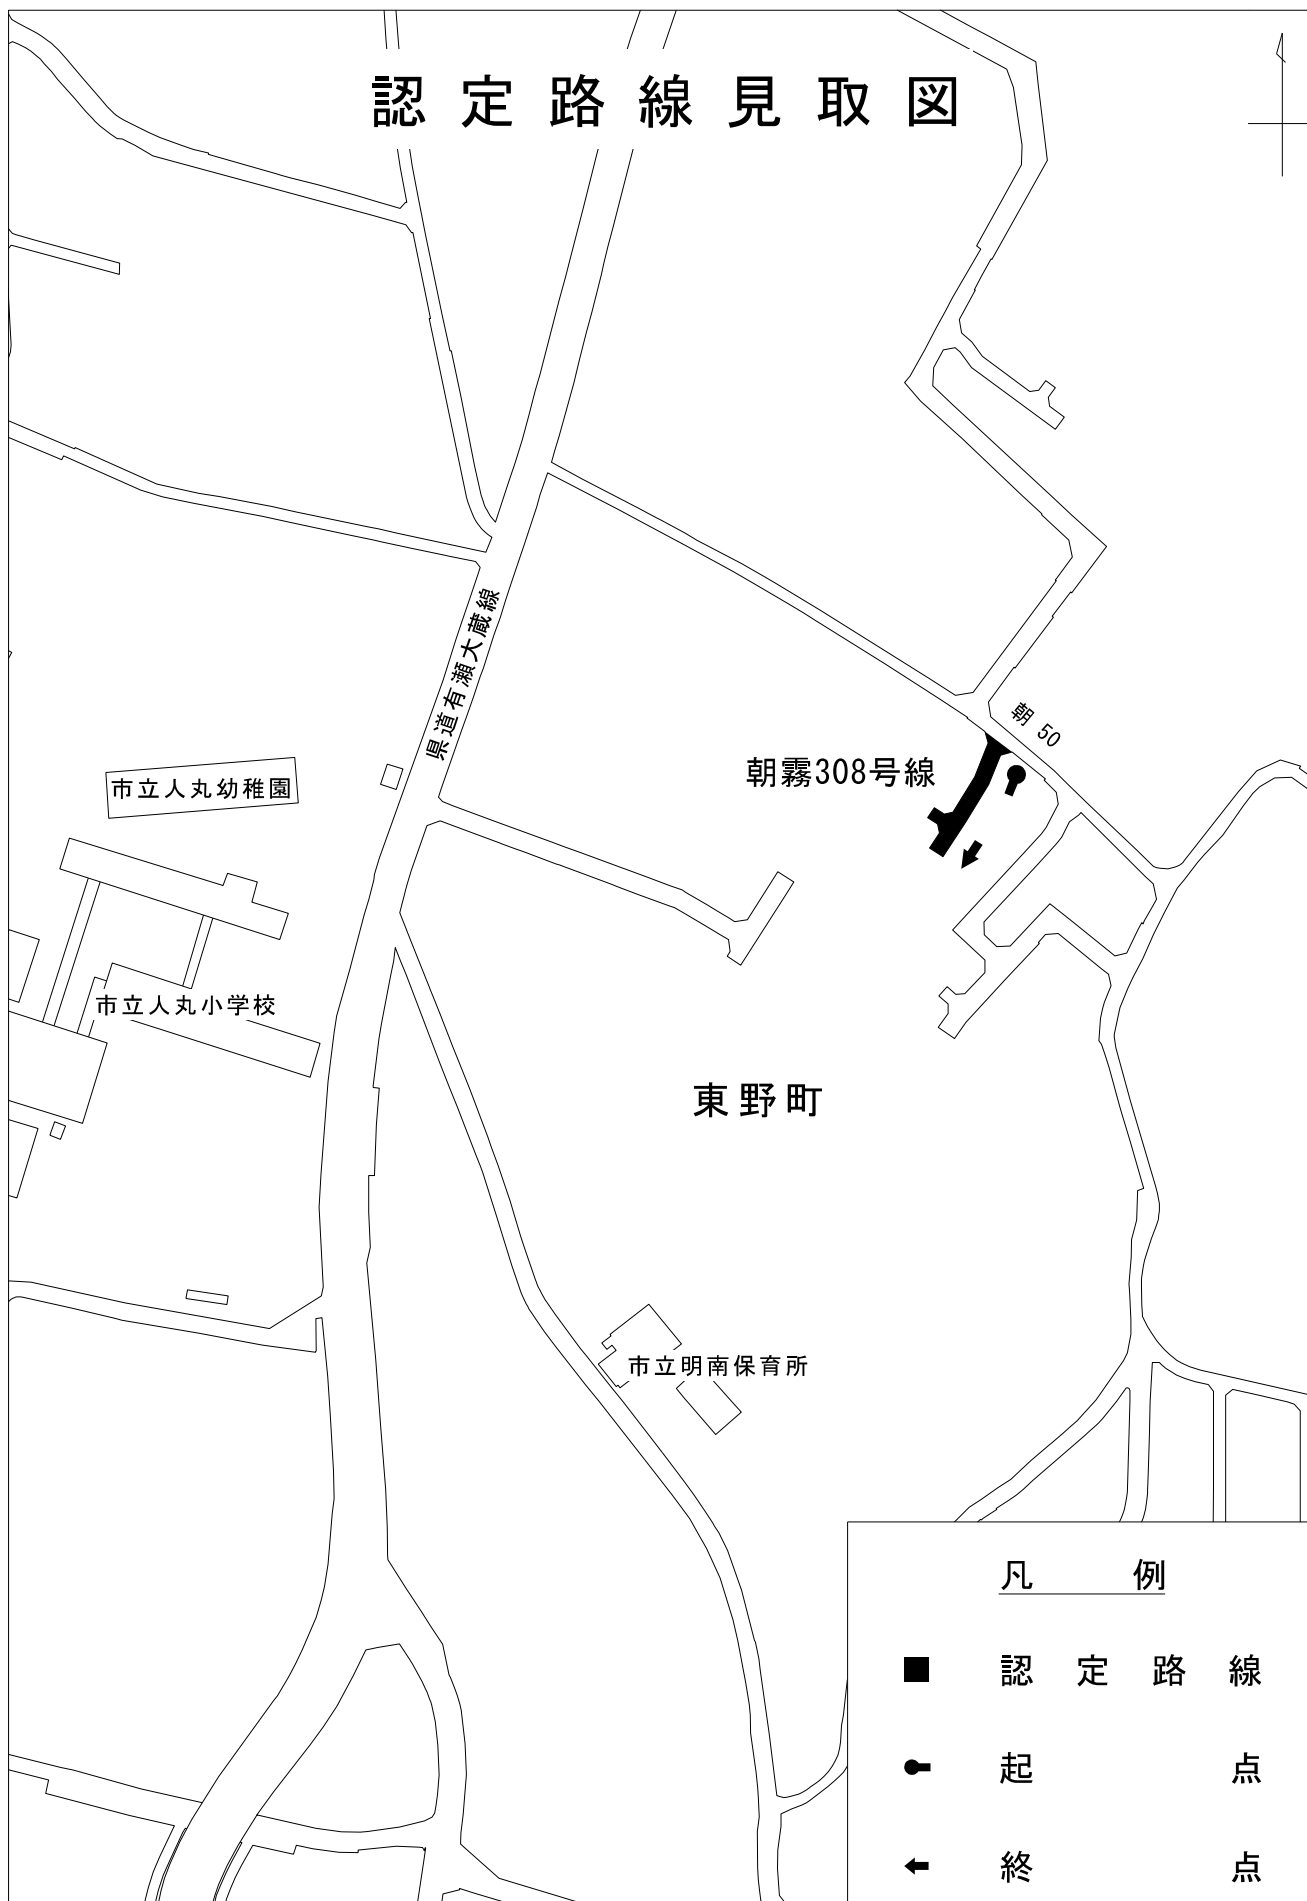 認定路線見取図
県道有瀬大蔵線
朝 50
朝霧308号線
市立人丸幼稚園
市立人丸小学校
東野町
市立明南保育所
凡例
認定路線
起点
終点